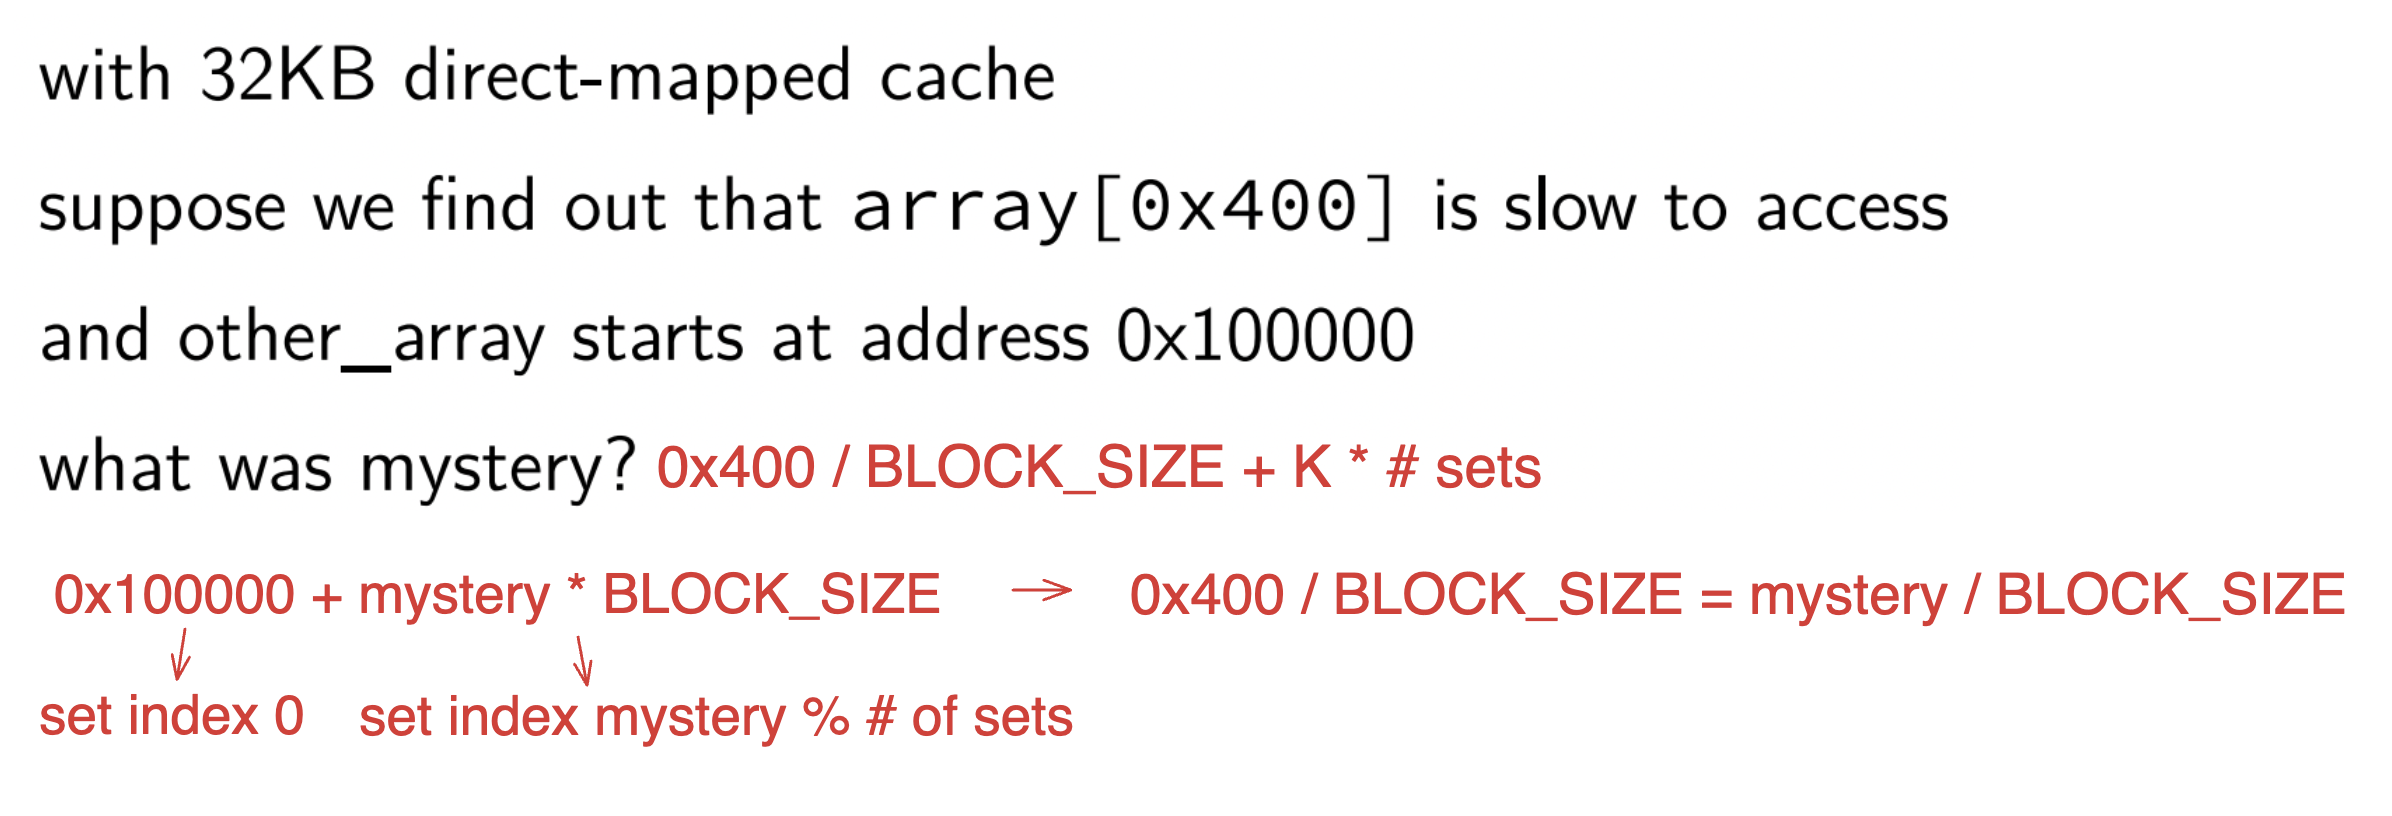 with 32KB direct-mapped cache
suppose we find out that array[0x400] is slow to access
and other_array starts at address 0x100000
what was mystery? 0x400 / BLOCK_SIZE + K * # sets
0x100000 + mystery * BLOCK_SIZE → 0x400 / BLOCK_SIZE = mystery / BLOCK_SIZE
set index 0 set index mystery % # of sets